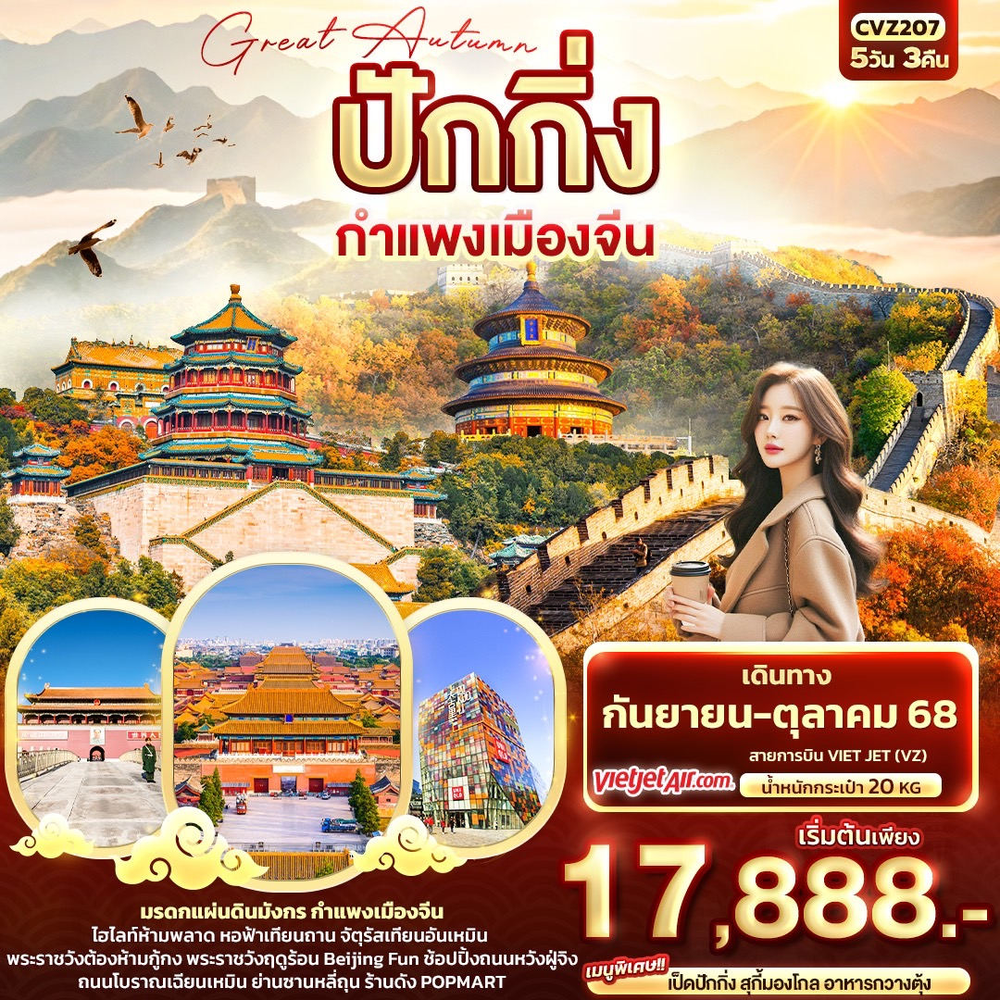 Great Autumn
CVZ207
5วัน 3คืน
ปักกิ่ง
กำแพงเมืองจีน
เดินทาง
กันยายน-ตุลาคม 68
สายการบิน VIET JET (VZ)
vietjetAir.com
น้ำหนักกระเป๋า 20 KG
เริ่มต้นเพียง
17,888.-
มรดกแผ่นดินมังกร กำแพงเมืองจีน
ไฮไลท์ห้ามพลาด หอฟ้าเทียนถาน จัตุรัสเทียนอันเหมิน
พระราชวังต้องห้ามกู้กง พระราชวังฤดูร้อน Beijing Fun ช้อปปิ้งถนนหวังฝู่จิง
ถนนโบราณเฉียนเหมิน ย่านซานหลี่ถุน ร้านดัง POPMART
เมนูพิเศษ!!
เป็ดปักกิ่ง สุกี้มองโกล อาหารกวางตุ้ง